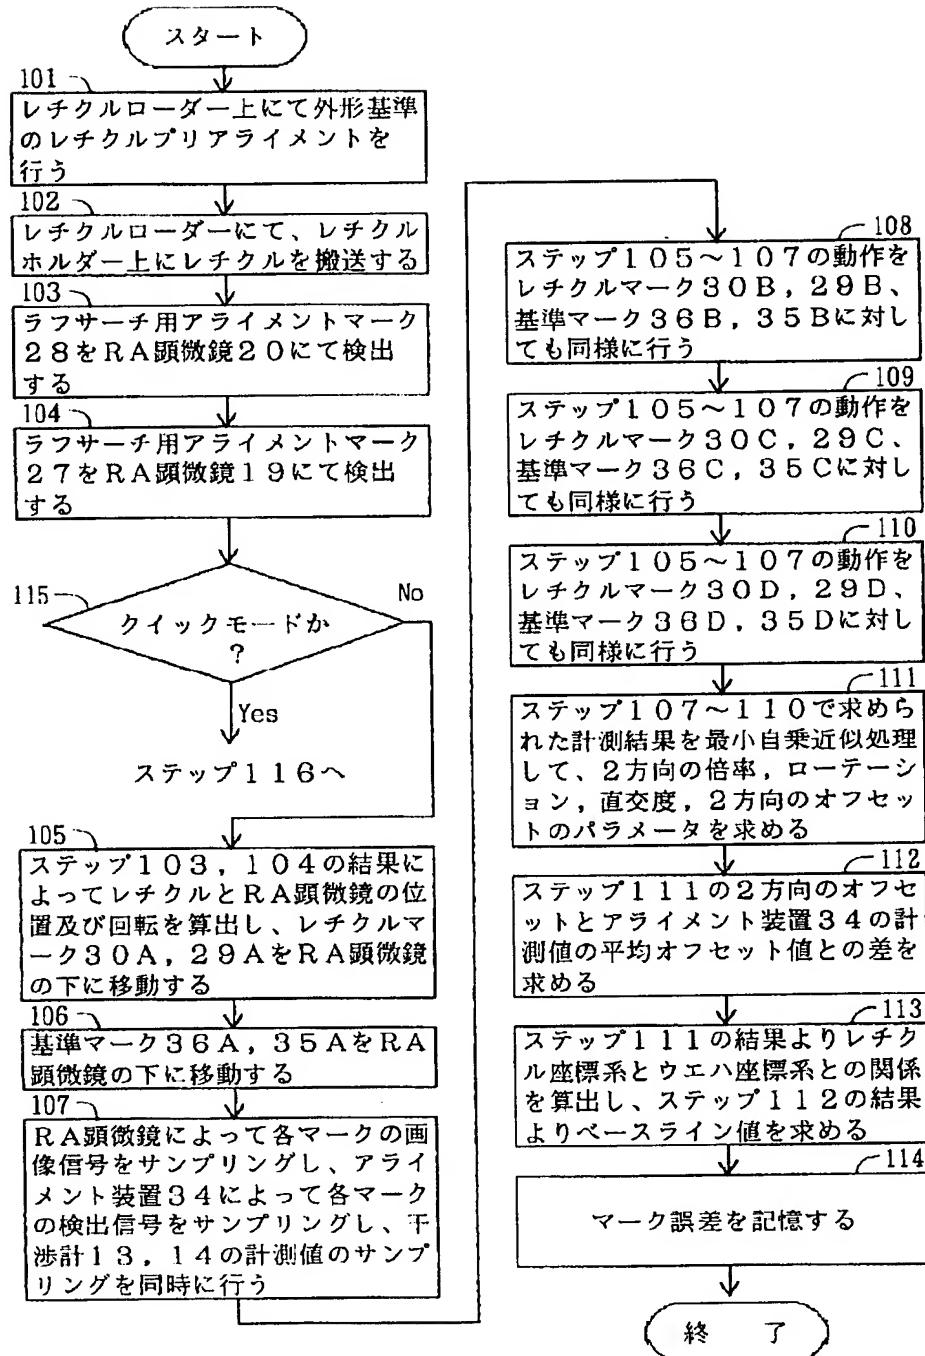 スタート
101
レチクルローダー上にて外形基準
のレチクルプリアライメントを
行う
102
レチクルローダーにて、レチクル
ホルダー上にレチクルを搬送する
103
ラフサーチ用アライメントマーク
28をRA顕微鏡20にて検出
する
104
ラフサーチ用アライメントマーク
27をRA顕微鏡19にて検出
する
115
クイックモードか
?
No
Yes
ステップ116へ
105
ステップ103,104の結果に
よってレチクルとRA顕微鏡の位
置及び回転を算出し、レチクルマ
ーク30A,29AをRA顕微鏡
の下に移動する
106
基準マーク36A,35AをRA
顕微鏡の下に移動する
107
RA顕微鏡によって各マークの画
像信号をサンプリングし、アライ
メント装置34によって各マーク
の検出信号をサンプリングし、干
渉計13,14の計測値のサンプ
リングを同時に行う
108
ステップ105~107の動作を
レチクルマーク30B,29B、
基準マーク36B,35Bに対し
ても同様に行う
109
ステップ105~107の動作を
レチクルマーク30C,29C、
基準マーク36C,35Cに対し
ても同様に行う
110
ステップ105~107の動作を
レチクルマーク30D,29D、
基準マーク36D,35Dに対し
ても同様に行う
111
ステップ107~110で求めら
れた計測結果を最小自乗近似処理
して、2方向の倍率,ローテーシ
ョン,直交度,2方向のオフセッ
トのパラメータを求める
112
ステップ111の2方向のオフセ
ットとアライメント装置34の計
測値の平均オフセット値との差を
求める
113
ステップ111の結果よりレチク
ル座標系とウエハ座標系との関係
を算出し、ステップ112の結果
よりベースライン値を求める
114
マーク誤差を記憶する
終 了